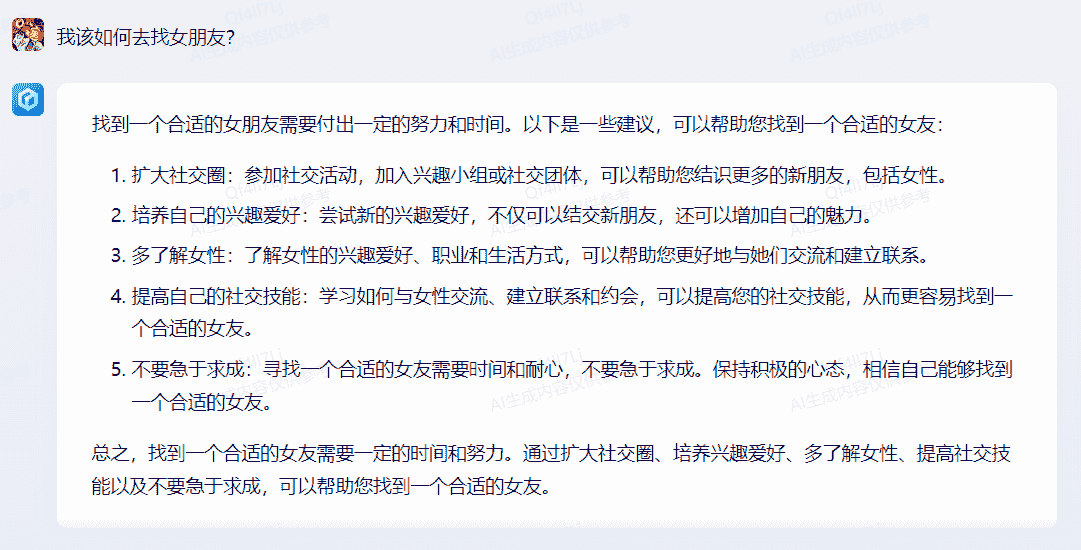 我该如何去找女朋友?
找到一个合适的女朋友需要付出一定的努力和时间。以下是一些建议，可以帮助您找到一个合适的女友：
1. 扩大社交圈：参加社交活动，加入兴趣小组或社交团体，可以帮助您结识更多的新朋友，包括女性。
2. 培养自己的兴趣爱好：尝试新的兴趣爱好，不仅可以结交新朋友，还可以增加自己的魅力。
3. 多了解女性：了解女性的兴趣爱好、职业和生活方式，可以帮助您更好地与她们交流和建立联系。
4. 提高自己的社交技能：学习如何与女性交流、建立联系和约会，可以提高您的社交技能，从而更容易找到一
个合适的女友。
5. 不要急于求成：寻找一个合适的女友需要时间和耐心，不要急于求成。保持积极的心态，相信自己能够找到
一个合适的女友。
总之，找到一个合适的女友需要一定的时间和努力。通过扩大社交圈、培养兴趣爱好、多了解女性、提高社交技
能以及不要急于求成，可以帮助您找到一个合适的女友。
AI生成内容仅供参考